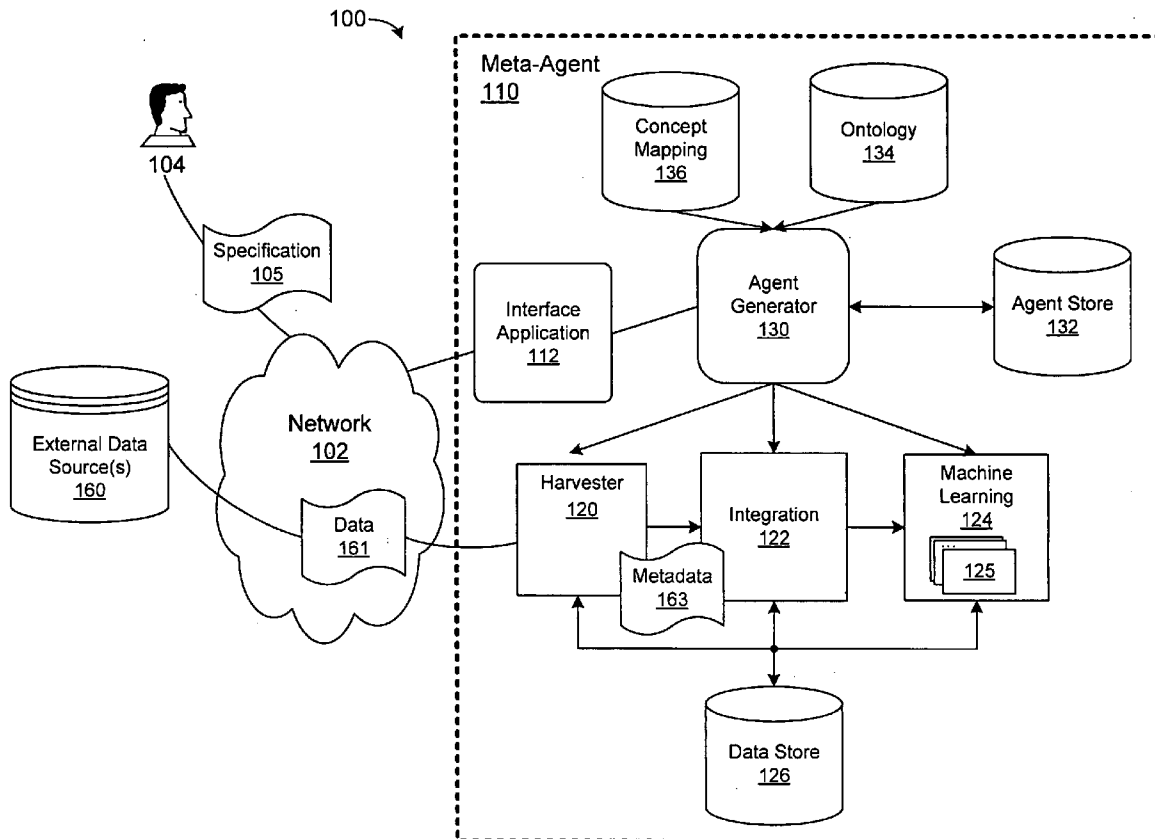 100
Meta-Agent
110
Concept
Mapping
136
Ontology
134
104
Specification
105
Interface
Application
112
Agent
Generator
130
Agent Store
132
External Data
Source(s)
160
Network
102
Data
161
Harvester
120
Metadata
163
Integration
122
Machine
Learning
124
...
125
Data Store
126